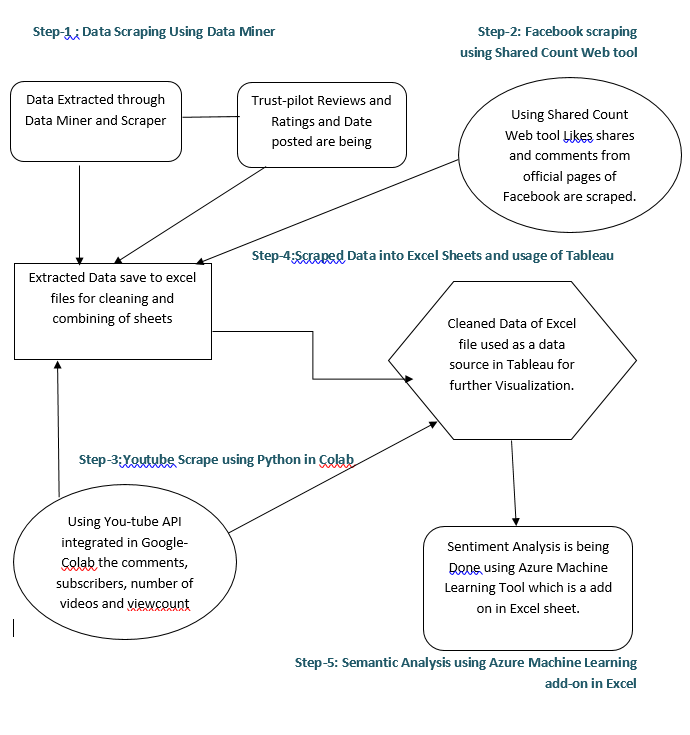 Step-1 : Data Scraping Using Data Miner
Step-2: Facebook scraping
using Shared Count Web tool
Data Extracted through
Data Miner and Scraper
Trust-pilot Reviews and
Ratings and Date
posted are being
Using Shared Count
Web tool Likes shares
and comments from
official pages of
Facebook are scraped.
Step-4:Scraped Data into Excel Sheets and usage of Tableau
Extracted Data save to excel
files for cleaning and
combining of sheets
Cleaned Data of Excel
file used as a data
source in Tableau for
further Visualization.
Step-3:Youtube Scrape using Python in Colab
Using You-tube API
integrated in Google-
Colab the comments,
subscribers, number of
videos and viewcount
Sentiment Analysis is being
Done using Azure Machine
Learning Tool which is a add
on in Excel sheet.
Step-5: Semantic Analysis using Azure Machine Learning
add-on in Excel